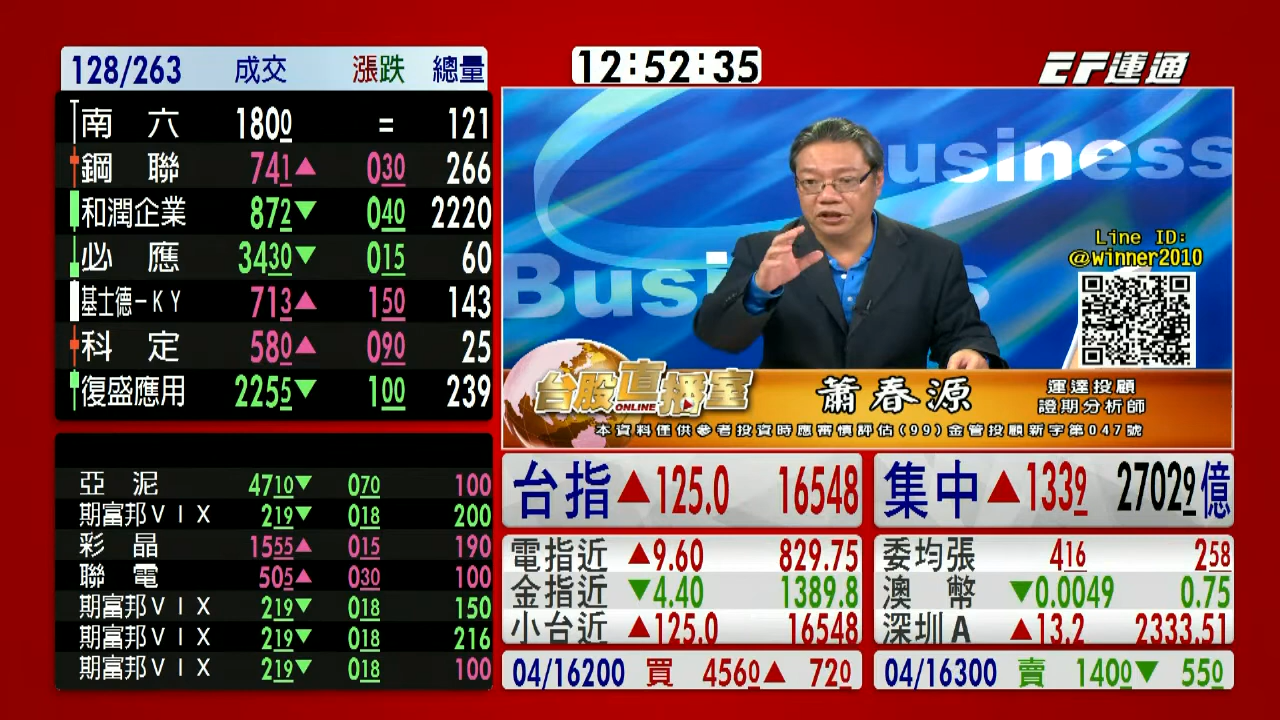 128/263 成交 漲跌 總量
南六 1800 = 121
鋼聯 741▲ 030 266
和潤企業 872▼ 040 2220
必應 3430▼ 015 60
基士德-KY 713▲ 150 143
科定 580▲ 090 25
復盛應用 2255▼ 100 239
亞泥 4710▼ 070 100
期富邦VIX 219▼ 018 200
彩晶 1555▲ 015 190
聯電 505▲ 030 100
期富邦VIX 219▼ 018 150
期富邦VIX 219▼ 018 216
期富邦VIX 219▼ 018 100
12:52:35
EF運通
Business
Business
Line ID:
@winner2010
台股直播室
ONLINE
蕭春源
運達投顧
證期分析師
本資料僅供參考投資時應審慎評估(99)金管投顧新字第047號
台指▲125.0 16548
集中▲1339 27029億
電指近▲9.60 829.75
金指近▼4.40 1389.8
小台近▲125.0 16548
委均張 416 258
澳幣▼0.0049 0.75
深圳A▲13.2 2333.51
04/16200 買 4560▲ 720
04/16300 賣 1400▼ 550